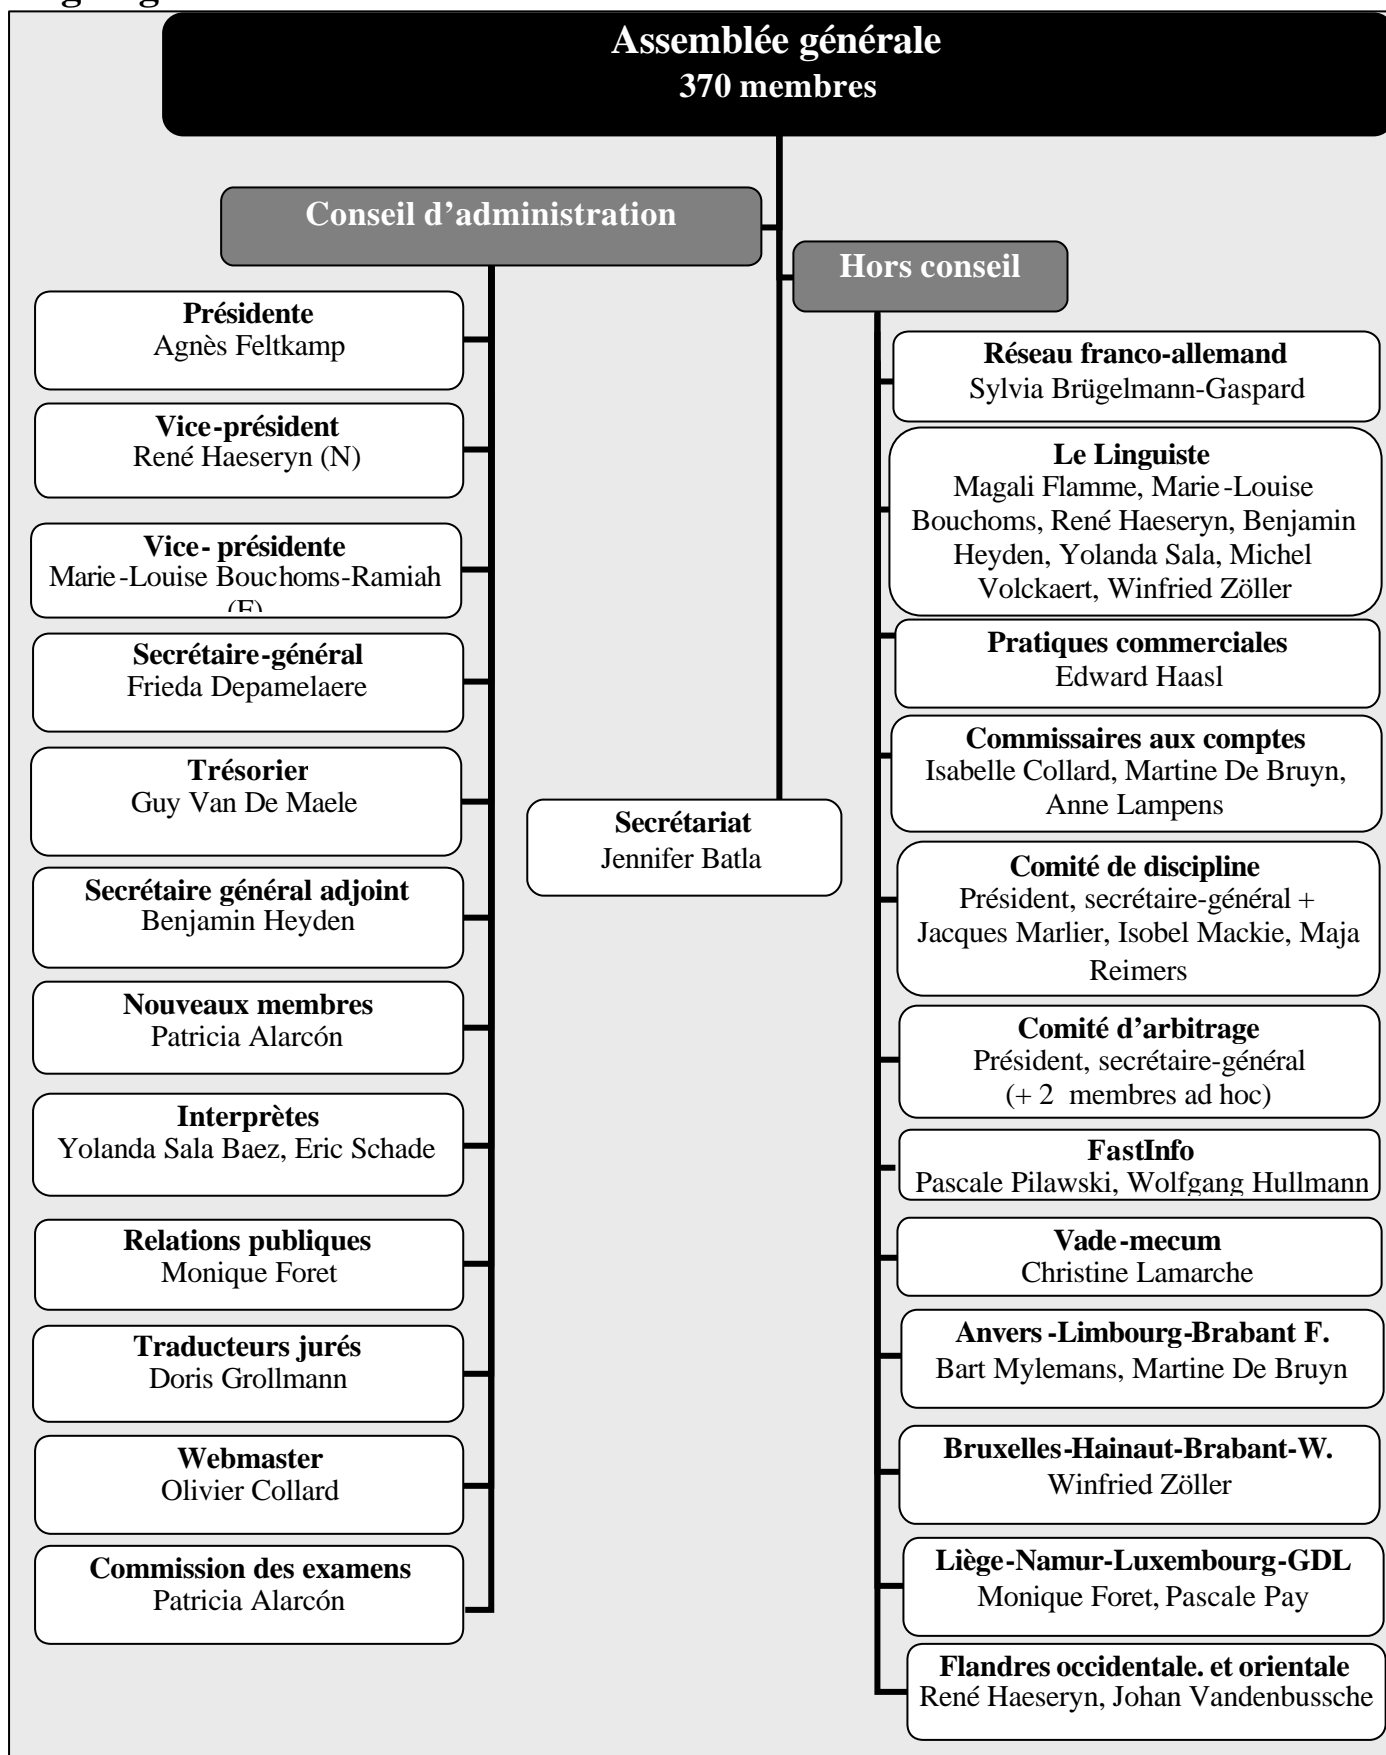 Assemblée générale
370 membres
Conseil d’administration
Présidente
Agnès Feltkamp
Vice-président
René Haeseryn (N)
Vice- présidente
Marie-Louise Bouchoms-Ramiah
Secrétaire-général
Frieda Depamelaere
Trésorier
Guy Van De Maele
Secrétaire général adjoint
Benjamin Heyden
Nouveaux membres
Patricia Alarcón
Interprètes
Yolanda Sala Baez, Eric Schade
Relations publiques
Monique Foret
Traducteurs jurés
Doris Grollmann
Webmaster
Olivier Collard
Commission des examens
Patricia Alarcón
Secrétariat
Jennifer Batla
Hors conseil
Réseau franco-allemand
Sylvia Brügelmann-Gaspard
Le Linguiste
Magali Flamme, Marie-Louise
Bouchoms, René Haeseryn, Benjamin
Heyden, Yolanda Sala, Michel
Volckaert, Winfried Zöller
Pratiques commerciales
Edward Haasl
Commissaires aux comptes
Isabelle Collard, Martine De Bruyn,
Anne Lampens
Comité de discipline
Président, secrétaire-général +
Jacques Marlier, Isobel Mackie, Maja
Reimers
Comité d’arbitrage
Président, secrétaire-général
(+ 2 membres ad hoc)
FastInfo
Pascale Pilawski, Wolfgang Hullmann
Vade-mecum
Christine Lamarche
Anvers-Limbourg-Brabant F.
Bart Mylemans, Martine De Bruyn
Bruxelles-Hainaut-Brabant-W.
Winfried Zöller
Liège-Namur-Luxembourg-GDL
Monique Foret, Pascale Pay
Flandres occidentale. et orientale
René Haeseryn, Johan Vandenbussche